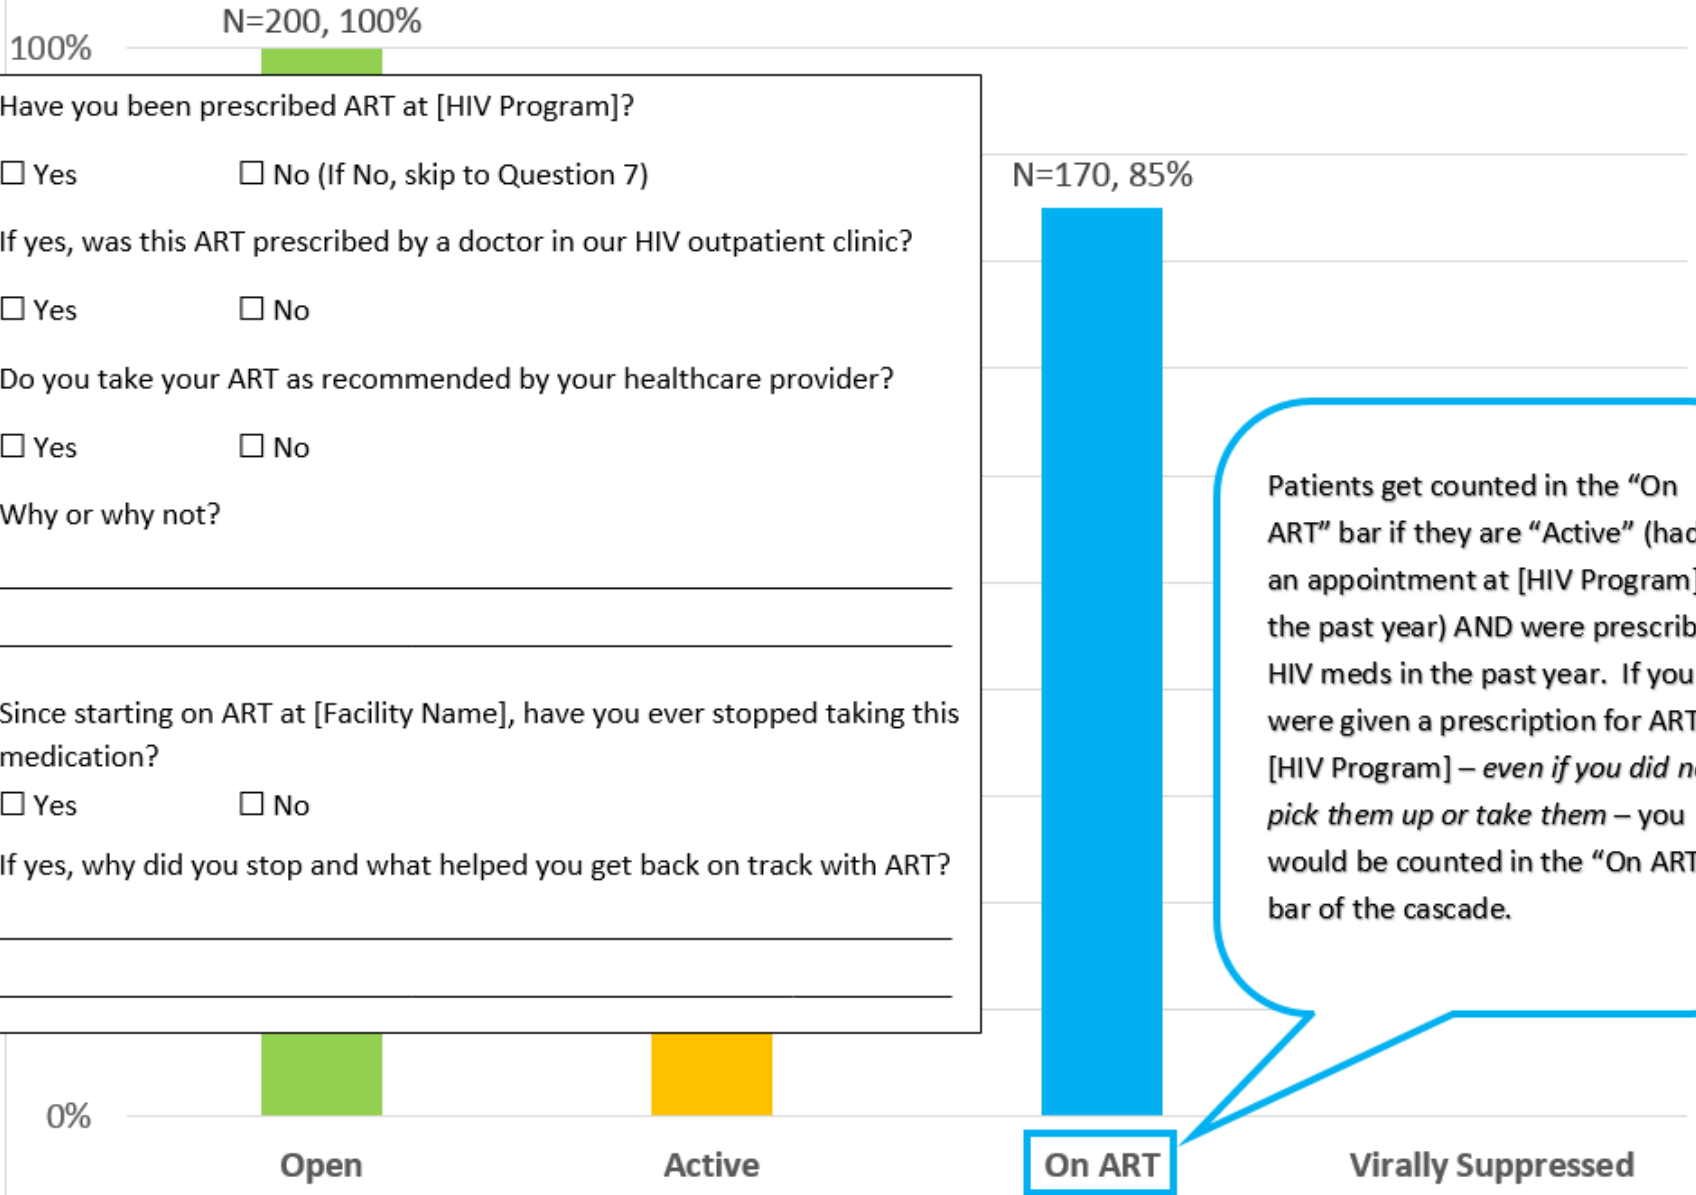 N=200, 100%
100%
Have you been prescribed ART at [HIV Program]?
☐ Yes ☐ No (If No, skip to Question 7)
If yes, was this ART prescribed by a doctor in our HIV outpatient clinic?
☐ Yes ☐ No
Do you take your ART as recommended by your healthcare provider?
☐ Yes ☐ No
Why or why not?
Since starting on ART at [Facility Name], have you ever stopped taking this
medication?
☐ Yes ☐ No
If yes, why did you stop and what helped you get back on track with ART?
N=170, 85%
Patients get counted in the “On
ART” bar if they are “Active” (had
an appointment at [HIV Program]
the past year) AND were
HIV meds in the past year. If you
were given a prescription for ART
[HIV Program] – even if you did
pick them up or take them – you
would be counted in the “On ART
bar of the cascade.
0%
Open
Active
On ART
Virally Suppressed